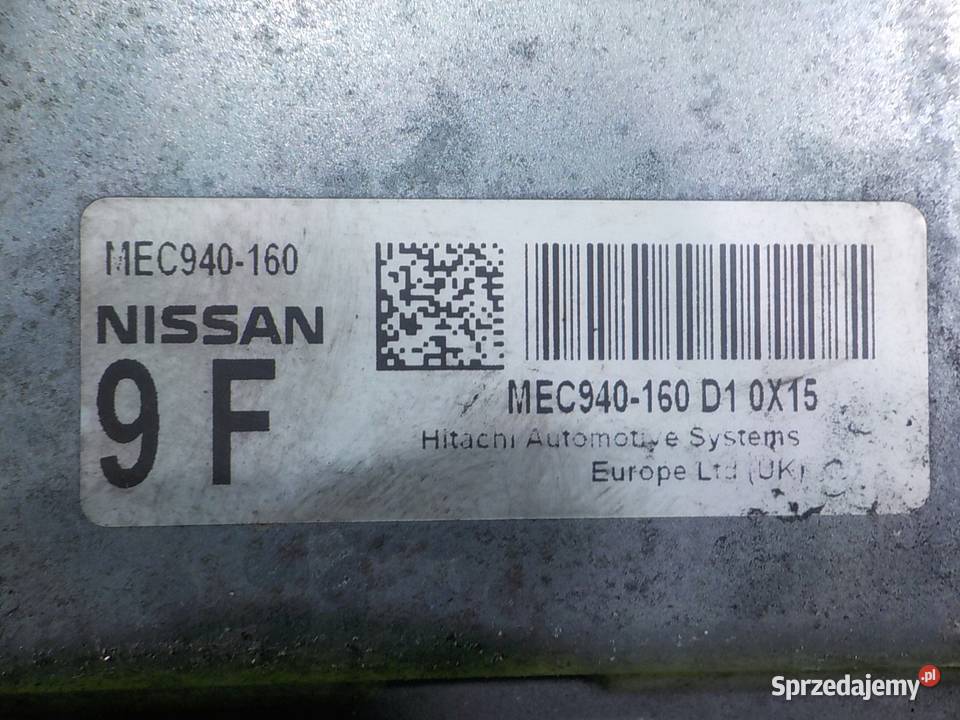 MEC940-160
NISSAN
9 F
MEC940-160 D1 0X15
Hitachi Automotive Systems
Europe Ltd (UK)
Sprzedajemy.pl